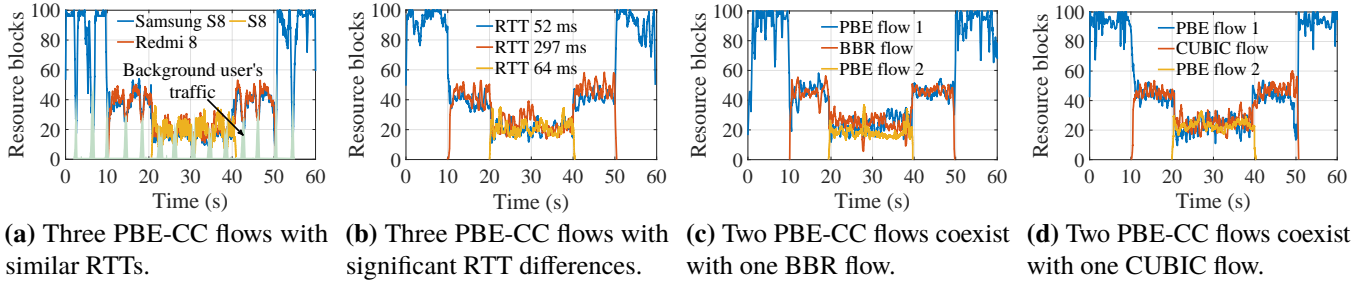 Resource blocks
100
80
60
40
20
0
Samsung S8
S8
Redmi 8
Background user's
traffic
0 10 20 30 40 50 60
Time (s)
(a) Three PBE-CC flows with
similar RTTs.
Resource blocks
100
80
60
40
20
0
RTT 52 ms
RTT 297 ms
RTT 64 ms
0 10 20 30 40 50 60
Time (s)
(b) Three PBE-CC flows with
significant RTT differences.
Resource blocks
100
80
60
40
20
0
PBE flow 1
BBR flow
PBE flow 2
0 10 20 30 40 50 60
Time (s)
(c) Two PBE-CC flows coexist
with one BBR flow.
Resource blocks
100
80
60
40
20
0
PBE flow 1
CUBIC flow
PBE flow 2
0 10 20 30 40 50 60
Time (s)
(d) Two PBE-CC flows coexist
with one CUBIC flow.